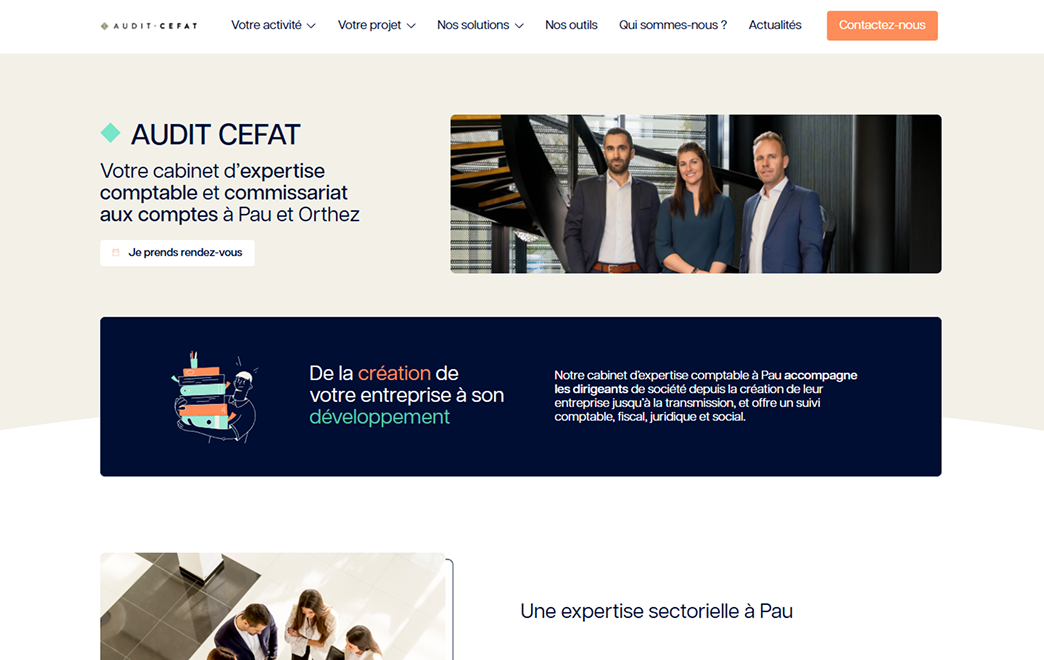 AUDIT·CEFAT
Votre activité
Votre projet
Nos solutions
Nos outils
Qui sommes-nous ?
Actualités
Contactez-nous
AUDIT CEFAT
Votre cabinet d'expertise
comptable et commissariat
aux comptes à Pau et Orthez
Je prends rendez-vous
De la création de
votre entreprise à son
développement
Notre cabinet d'expertise comptable à Pau accompagne
les dirigeants de société depuis la création de leur
entreprise jusqu'à la transmission, et offre un suivi
comptable, fiscal, juridique et social.
Une expertise sectorielle à Pau